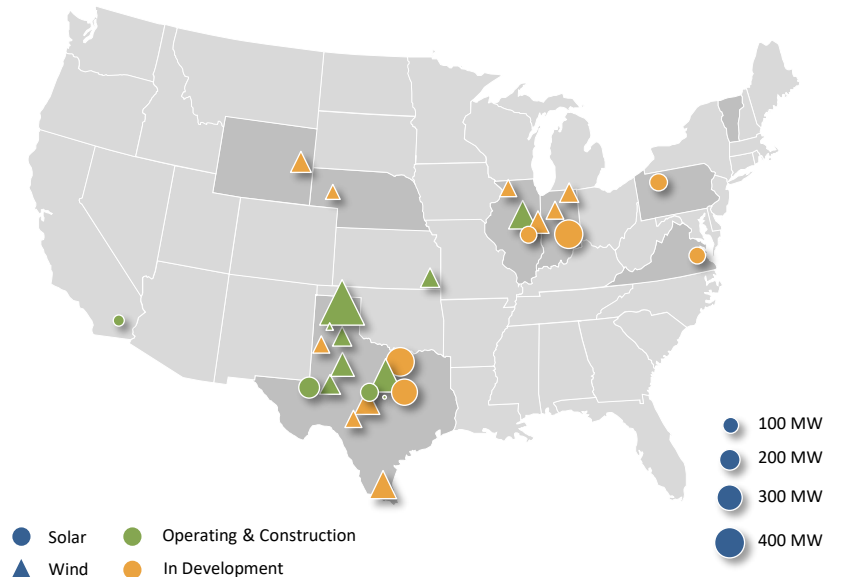 100 MW
200 MW
300 MW
400 MW
Solar
Operating & Construction
Wind
In Development